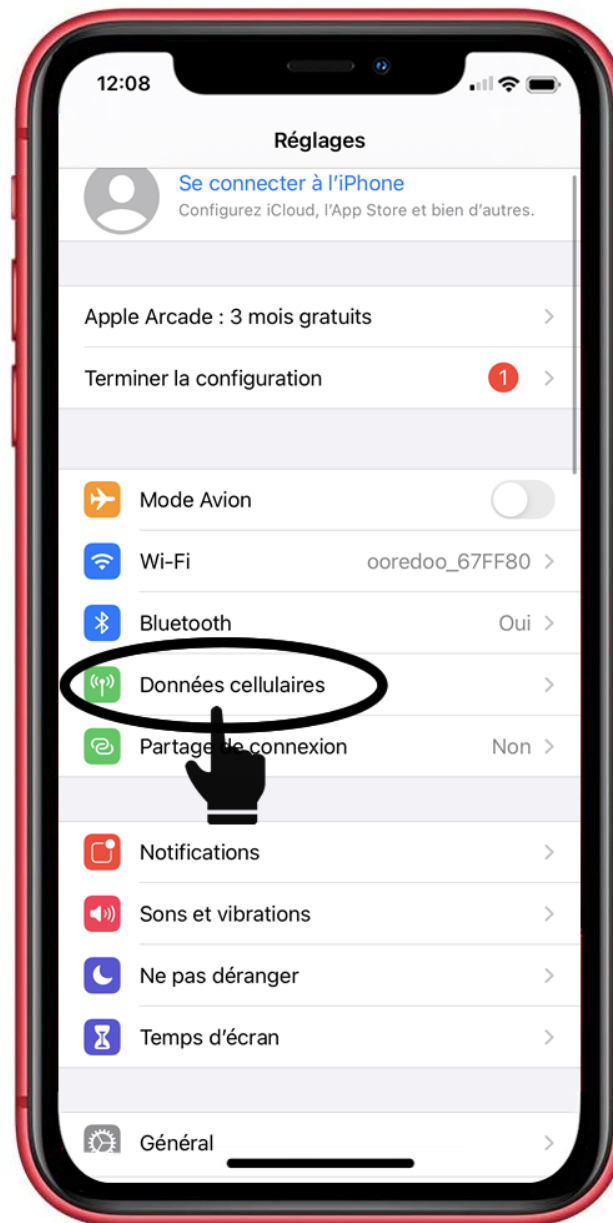 12:08
Réglages
Se connecter à l'iPhone
Configurez iCloud, l'App Store et bien d'autres.
Apple Arcade : 3 mois gratuits
Terminer la configuration 1
Mode Avion
Wi-Fi ooredoo_67FF80
Bluetooth Oui
Données cellulaires
Partage de connexion Non
Notifications
Sons et vibrations
Ne pas déranger
Temps d'écran
Général